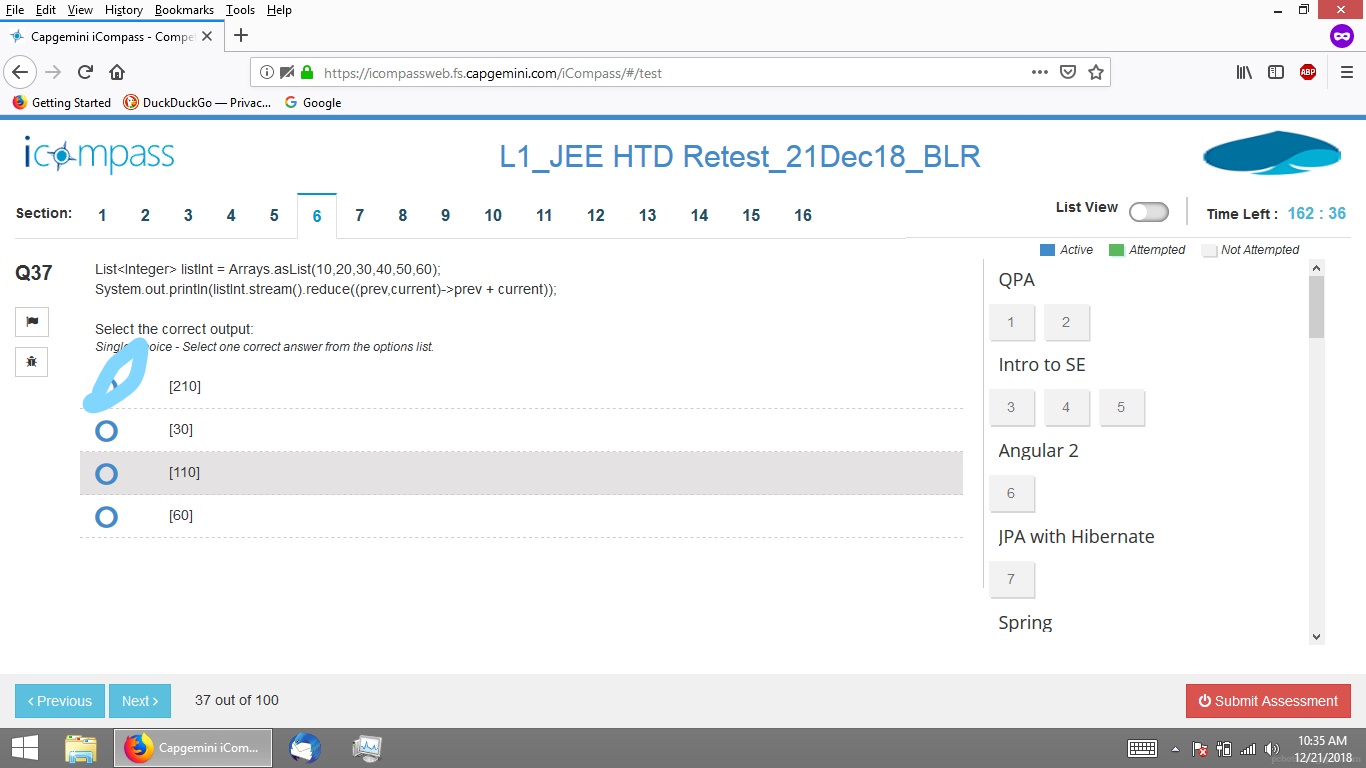 File Edit View History Bookmarks Tools Help
Capgemini iCompass - Compe
https://icompassweb.fs.capgemini.com/iCompass/#/test
ABP
Getting Started DuckDuckGo — Privac... Google
icompass
L1_JEE HTD Retest_21Dec18_BLR
Section: 1 2 3 4 5 6 7 8 9 10 11 12 13 14 15 16
List View
Time Left : 162 : 36
Active Attempted Not Attempted
Q37
List<Integer> listInt = Arrays.asList(10,20,30,40,50,60);
System.out.println(listInt.stream().reduce((prev,current)->prev + current));
Select the correct output:
Single oice - Select one correct answer from the options list.
[210]
[30]
[110]
[60]
QPA
1 2
Intro to SE
3 4 5
Angular 2
6
JPA with Hibernate
7
Spring
Previous Next 37 out of 100
Submit Assessment
Capgemini iCom...
10:35 AM
12/21/2018